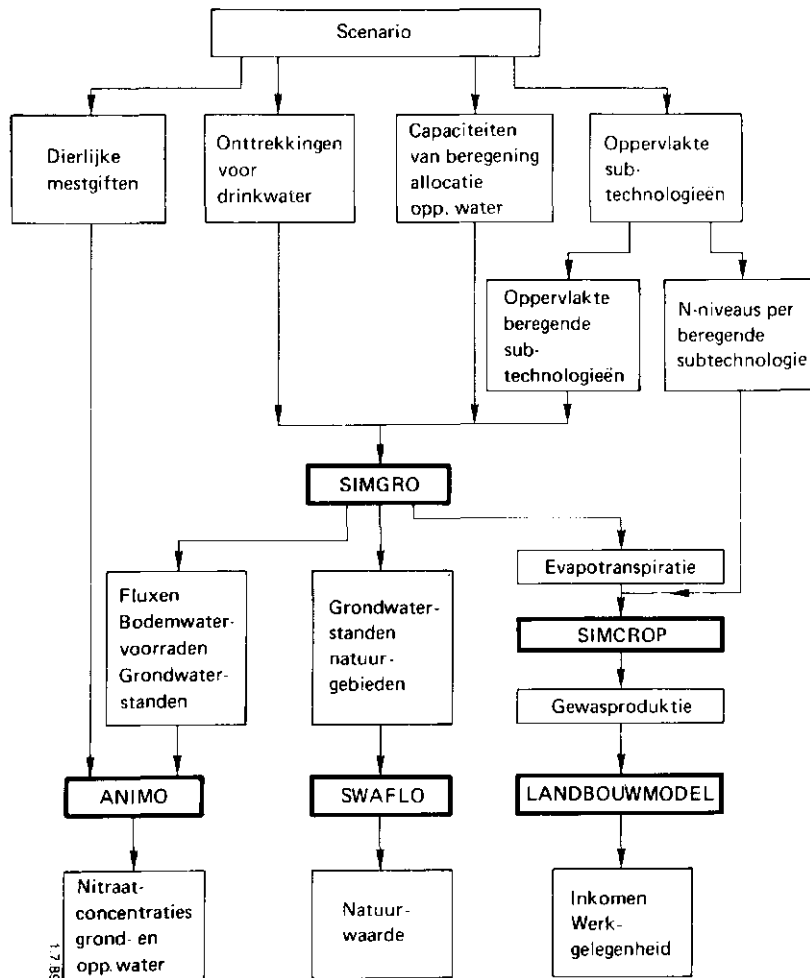 Scenario
Dierlijke
mestgiften
Onttrekkingen
voor
drinkwater
Capaciteiten
van beregening
allocatie
opp. water
Oppervlakte
sub-
technologieën
Oppervlakte
beregende
sub-
technologieën
N-niveaus per
beregende
subtechnologie
SIMGRO
Fluxen
Bodemwater-
voorraden
Grondwater-
standen
Grondwater-
standen
natuur-
gebieden
Evapotranspiratie
SIMCROP
Gewasproduktie
ANIMO
SWAFLO
LANDBOUWMODEL
Nitraat-
concentraties
grond- en
opp. water
Natuur-
waarde
Inkomen
Werk-
gelegenheid